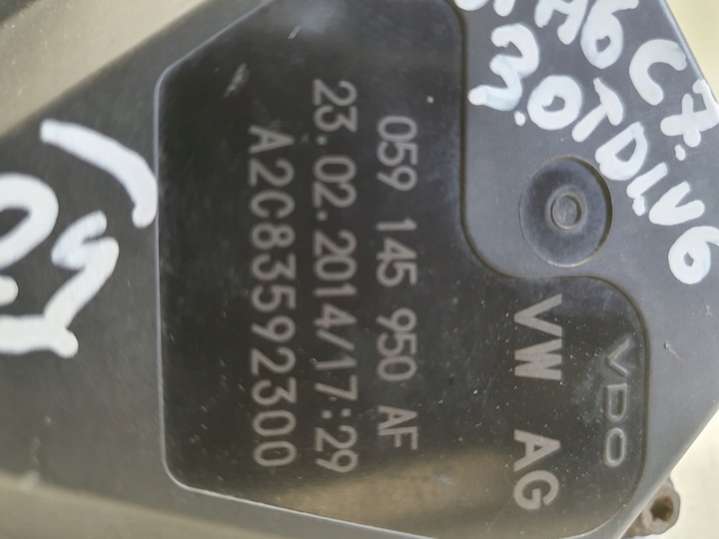 A6 C7.
3.0TDI.V6
VDO
VW AG
059 145 950 AF
23.02.2014/17:29
A2C83592300